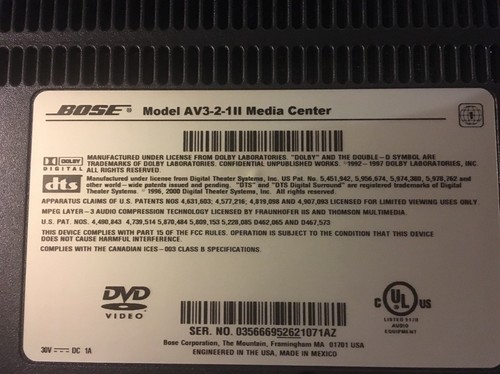 BOSE ® Model AV3-2-1II Media Center
DOLBY DIGITAL
MANUFACTURED UNDER LICENSE FROM DOLBY LABORATORIES. "DOLBY" AND THE DOUBLE-D SYMBOL ARE
TRADEMARKS OF DOLBY LABORATORIES. CONFIDENTIAL UNPUBLISHED WORKS. ©1992-1997 DOLBY LABORATORIES, INC.
ALL RIGHTS RESERVED.
dts
Manufactured under license from Digital Theater Systems, Inc. US Pat. No. 5,451,942, 5,956,674, 5,974,380, 5,978,762 and
other world-wide patents issued and pending. "DTS" and "DTS Digital Surround" are registered trademarks of Digital
Theater Systems. © 1996, 2000 Digital Theater Systems, Inc. All rights reserved.
APPARATUS CLAIMS OF U.S. PATENTS NOS 4,631,603; 4,577,216; 4,819,098 & 4,907,093 LICENSED FOR LIMITED VIEWING USES ONLY.
MPEG LAYER-3 AUDIO COMPRESSION TECHNOLOGY LICENSED BY FRAUNHOFER IIS AND THOMSON MULTIMEDIA.
U.S. PAT. NOS. 4,490,843 4,739,514 5,870,484 5,809,153 5,228,085 D462,065 AND D467,573
THIS DEVICE COMPLIES WITH PART 15 OF THE FCC RULES. OPERATION IS SUBJECT TO THE CONDITION THAT THIS DEVICE
DOES NOT CAUSE HARMFUL INTERFERENCE.
COMPLIES WITH THE CANADIAN ICES-003 CLASS B SPECIFICATIONS.
DVD
VIDEO
C UL US
LISTED
AUDIO
EQUIPMENT
SER. NO. 035666952621071AZ
Bose Corporation, The Mountain, Framingham MA 01701 USA
ENGINEERED IN THE USA, MADE IN MEXICO
DC 1A